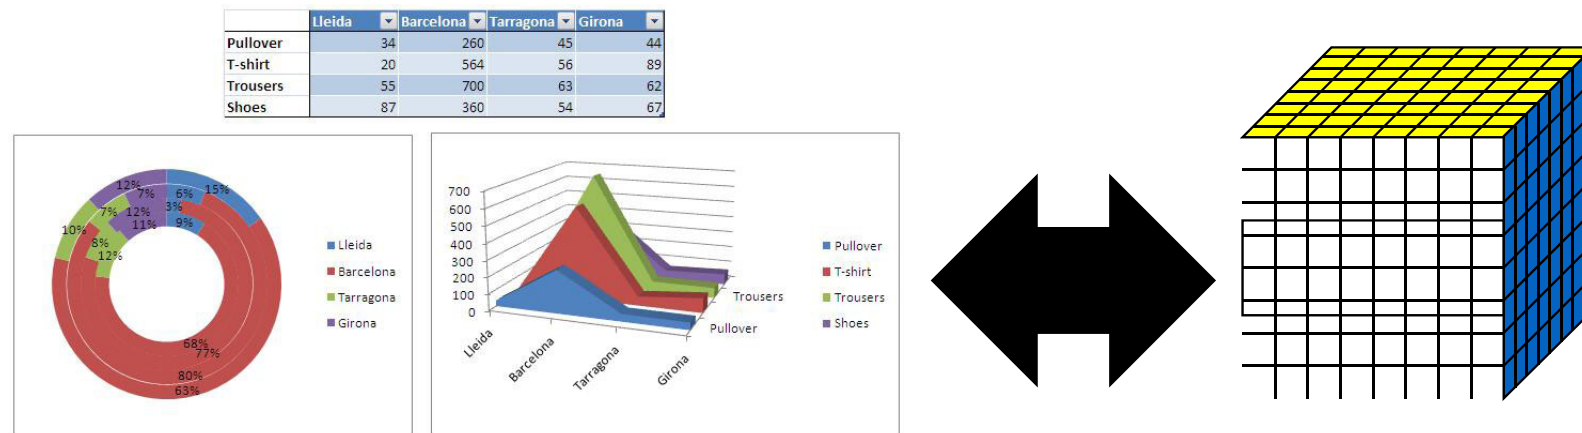 Lleida Barcelona Tarragona Girona
Pullover 34 260 45 44
T-shirt 20 564 56 89
Trousers 55 700 63 62
Shoes 87 360 54 67
12% 7% 6% 15%
3%
7% 12% 11% 9%
10% 8% 12%
68%
77%
80%
63%
Lleida
Barcelona
Tarragona
Girona
700
600
500
400
300
200
100
0
Lleida
Barcelona
Tarragona
Girona
Trousers
Pullover
Pullover
T-shirt
Trousers
Shoes